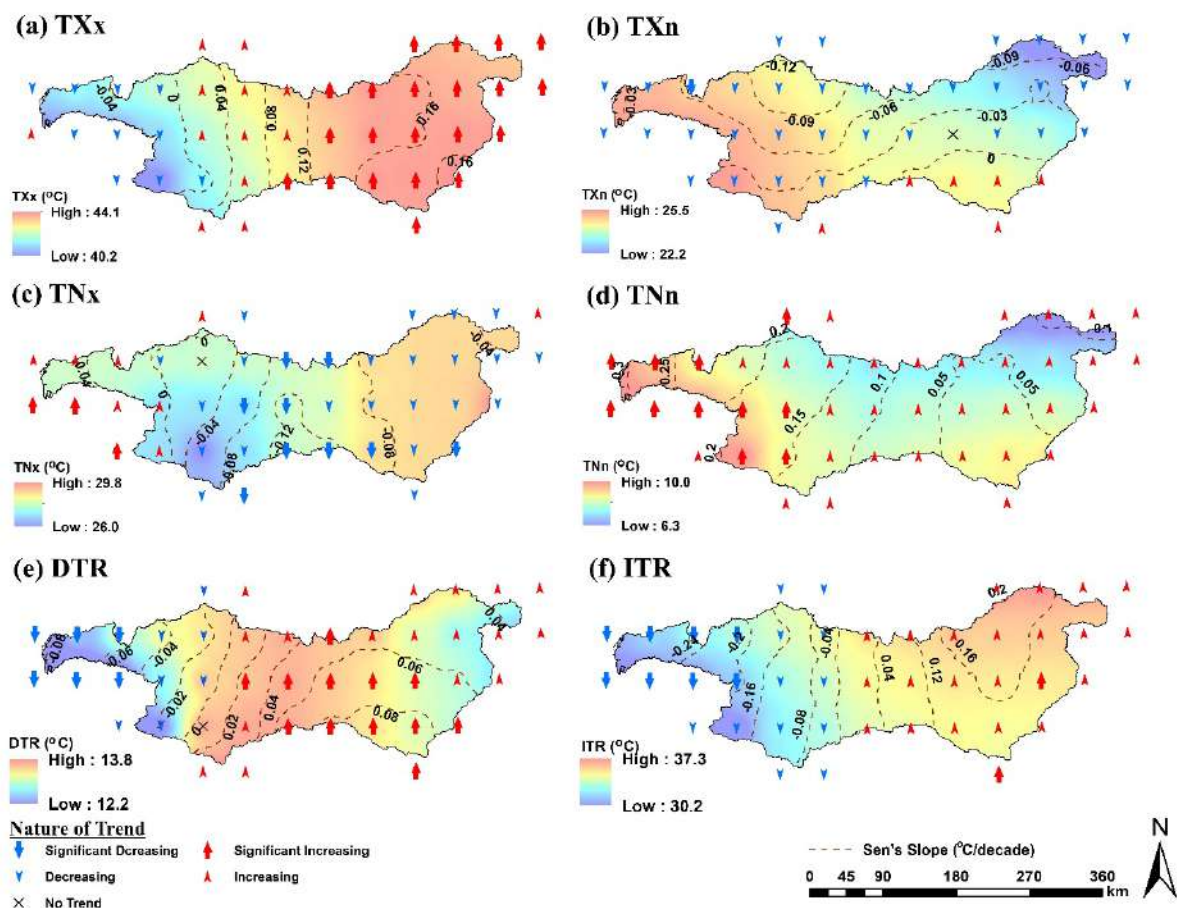 (a) TXx
(b) TXn
-0.04
0
0.04
0.08
0.12
0.16
0.16
TXx (°C)
High : 44.1
Low : 40.2
-0.12
-0.09
-0.06
-0.03
-0.09
-0.06
-0.03
0
TXn (°C)
High : 25.5
Low : 22.2
(c) TNx
(d) TNn
0
-0.04
-0.04
0
-0.04
-0.08
-0.12
-0.08
TNx (°C)
High : 29.8
Low : 26.0
0.2
0.1
0.25
0.1
0.05
0.05
0.15
0.2
TNn (°C)
High : 10.0
Low : 6.3
(e) DTR
(f) ITR
-0.08
-0.06
-0.04
-0.02
0
0.02
0.04
0.06
0.04
0.08
DTR (°C)
High : 13.8
Low : 12.2
0.2
-0.24
-0.2
-0.04
0.16
-0.16
-0.08
0.04
0.12
ITR (°C)
High : 37.3
Low : 30.2
Nature of Trend
Significant Dcreasing
Significant Increasing
Decreasing
Increasing
No Trend
N
Sen's Slope (°C/decade)
0 45 90 180 270 360
km